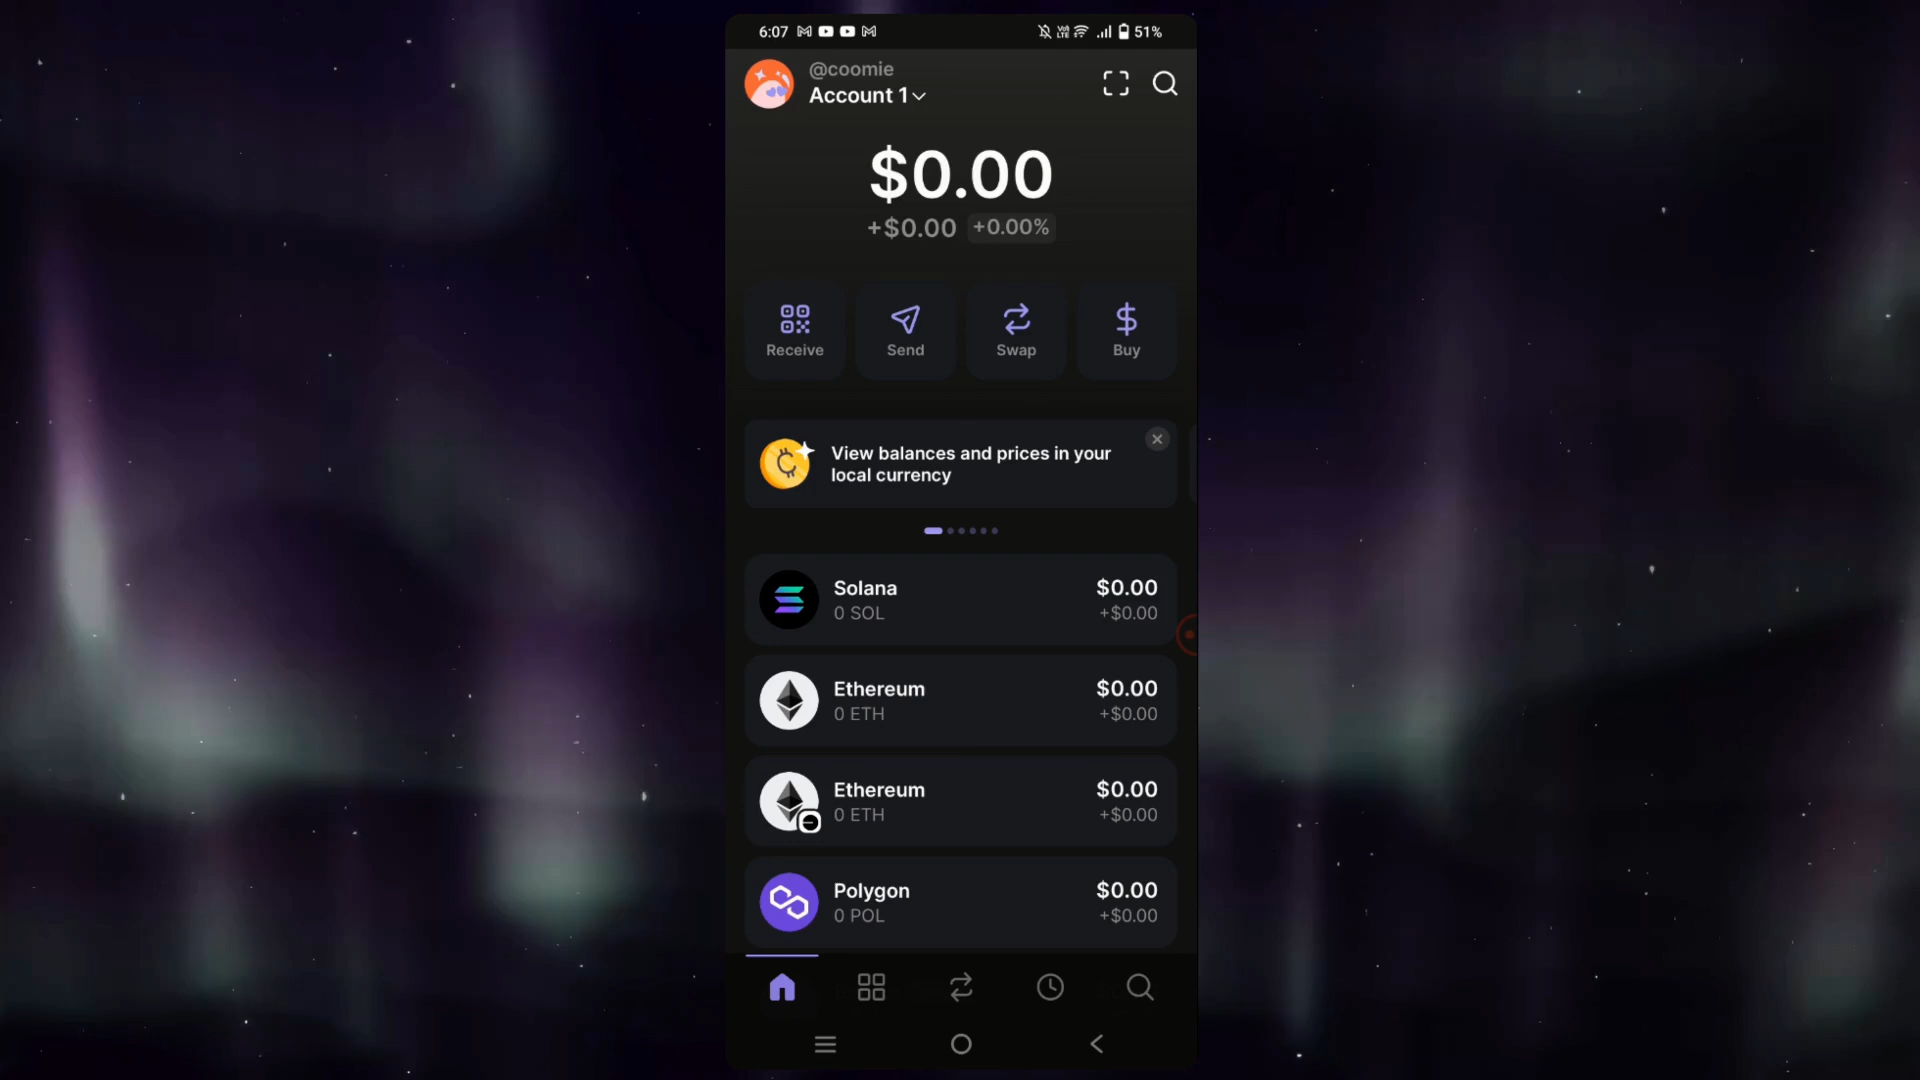 6:07 51%
@coomie
Account 1
$0.00
+$0.00 +0.00%
Receive Send Swap Buy
View balances and prices in your
local currency
Solana $0.00
0 SOL +$0.00
Ethereum $0.00
0 ETH +$0.00
Ethereum $0.00
0 ETH +$0.00
Polygon $0.00
0 POL +$0.00